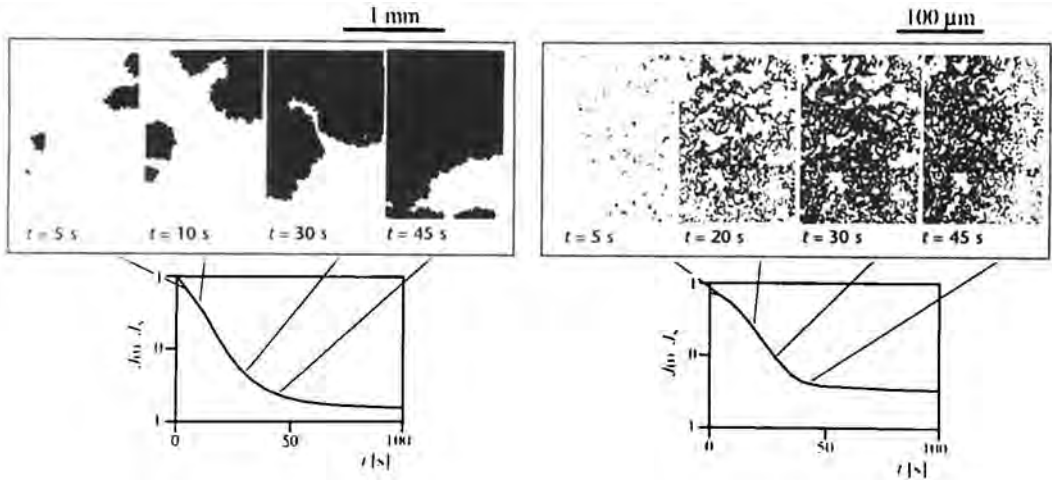 1 mm
100 µm
t = 5 s
t = 10 s
t = 30 s
t = 45 s
t = 5 s
t = 20 s
t = 30 s
t = 45 s
1
0
1
0
50
100
t [s]
1
0
1
0
50
100
t [s]